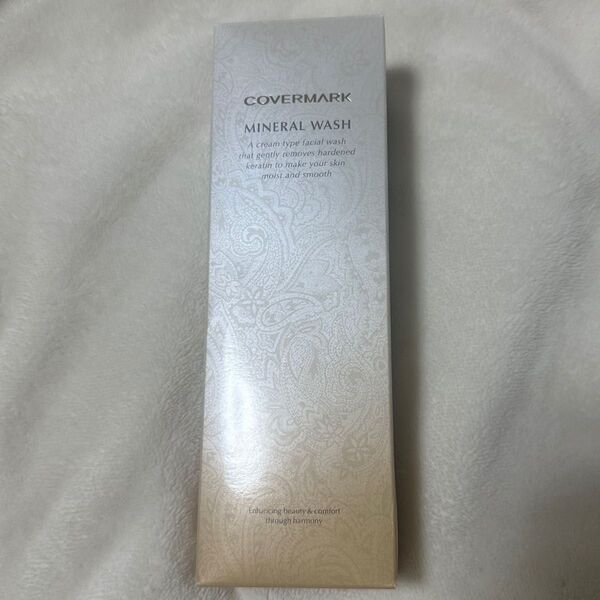 COVERMARK
MINERAL WASH
A cream type facial wash
that gently removes hardened
keratin to make your skin
moist and smooth
Enhancing beauty & comfort
through harmony